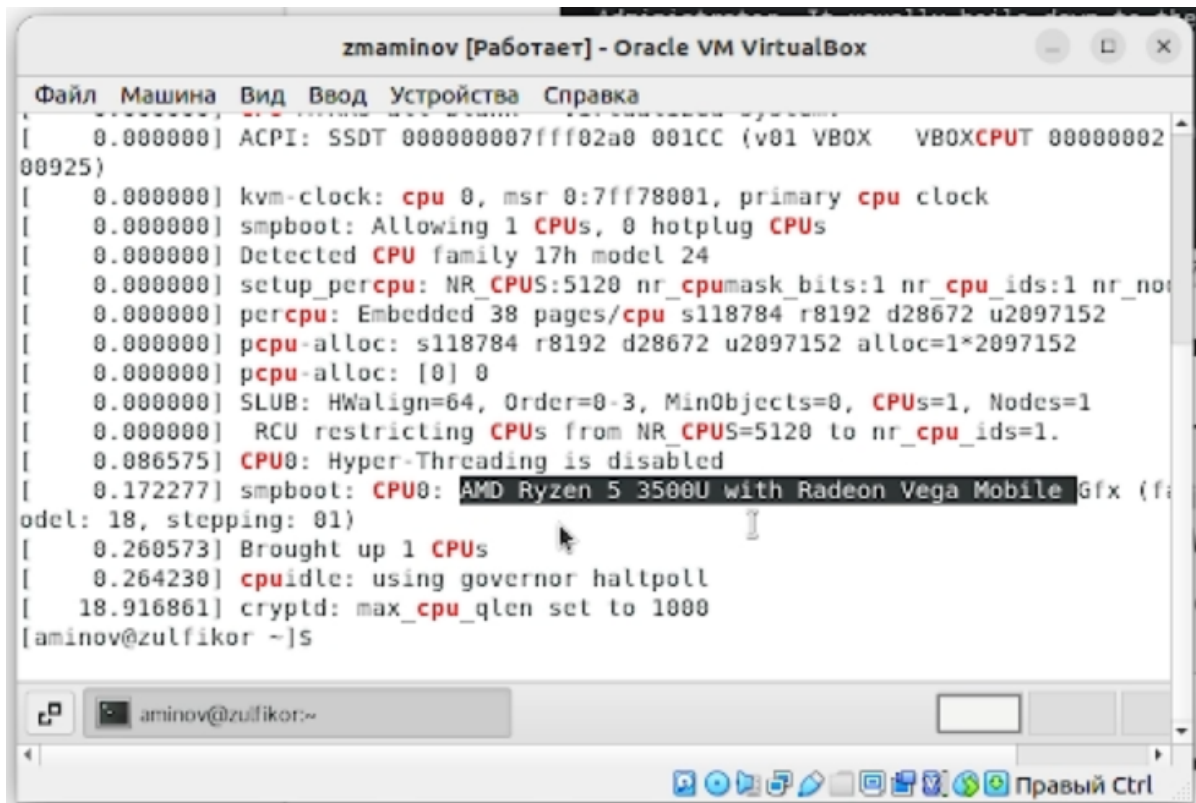 zmaminov [Работает] - Oracle VM VirtualBox
Файл Машина Вид Ввод Устройства Справка
[ 0.000000] ACPI: SSDT 000000007fff02a0 001CC (v01 VBOX VBOXCPUT 00000002
00925)
[ 0.000000] kvm-clock: cpu 0, msr 0:7ff78001, primary cpu clock
[ 0.000000] smpboot: Allowing 1 CPUs, 0 hotplug CPUs
[ 0.000000] Detected CPU family 17h model 24
[ 0.000000] setup_percpu: NR_CPUS:5120 nr_cpumask_bits:1 nr_cpu_ids:1
[ 0.000000] percpu: Embedded 38 pages/cpu s118784 r8192 d28672 u2097152
[ 0.000000] pcpu-alloc: s118784 r8192 d28672 u2097152 alloc=1*2097152
[ 0.000000] pcpu-alloc: [0] 0
[ 0.000000] SLUB: HWalign=64, Order=0-3, MinObjects=0, CPUs=1, Nodes=1
[ 0.000000] RCU restricting CPUs from NR_CPUS=5120 to nr_cpu_ids=1.
[ 0.086575] CPU0: Hyper-Threading is disabled
[ 0.172277] smpboot: CPU0: AMD Ryzen 5 3500U with Radeon Vega Mobile Gfx
odel: 18, stepping: 01)
[ 0.260573] Brought up 1 CPUs
[ 0.264230] cpuidle: using governor haltpoll
[ 18.916861] cryptd: max_cpu_qlen set to 1000
[aminov@zulfikor ~]$
aminov@zulfikor:~
Правый Ctrl